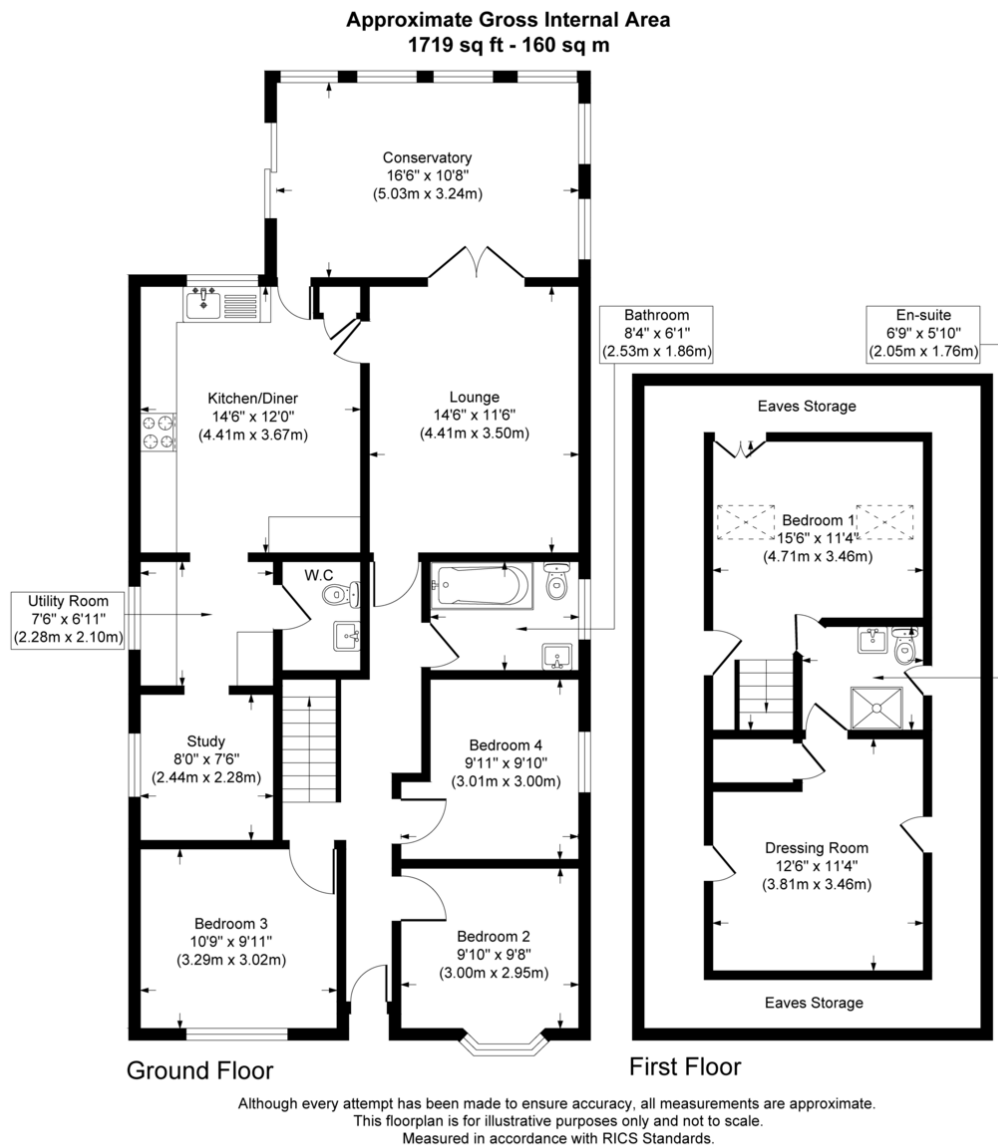 Approximate Gross Internal Area
1719 sq ft - 160 sq m
Conservatory
16'6" x 10'8"
(5.03m x 3.24m)
Bathroom
8'4" x 6'1"
(2.53m x 1.86m)
En-suite
6'9" x 5'10"
(2.05m x 1.76m)
Kitchen/Diner
14'6" x 12'0"
(4.41m x 3.67m)
Lounge
14'6" x 11'6"
(4.41m x 3.50m)
Eaves Storage
Bedroom 1
15'6" x 11'4"
(4.71m x 3.46m)
W.C
Utility Room
7'6" x 6'11"
(2.28m x 2.10m)
Study
8'0" x 7'6"
(2.44m x 2.28m)
Bedroom 4
9'11" x 9'10"
(3.01m x 3.00m)
Dressing Room
12'6" x 11'4"
(3.81m x 3.46m)
Bedroom 3
10'9" x 9'11"
(3.29m x 3.02m)
Bedroom 2
9'10" x 9'8"
(3.00m x 2.95m)
Eaves Storage
Ground Floor
First Floor
Although every attempt has been made to ensure accuracy, all measurements are approximate.
This floorplan is for illustrative purposes only and not to scale.
Measured in accordance with RICS Standards.